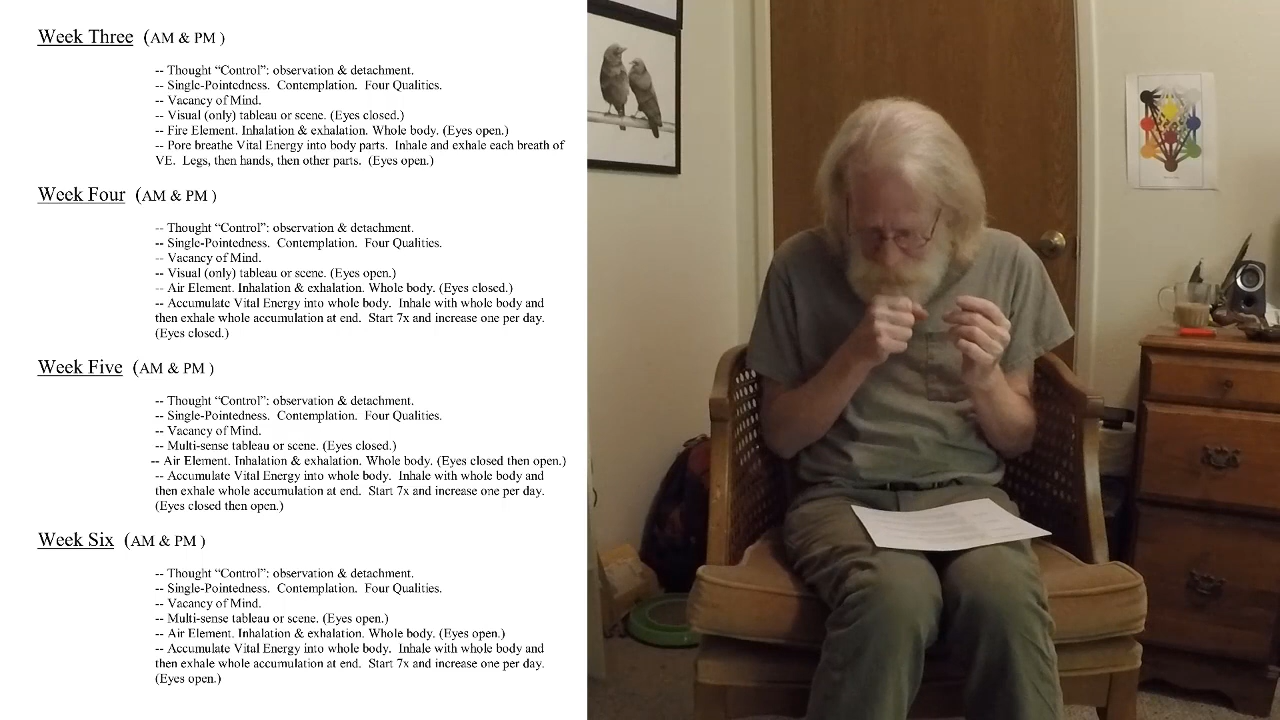 Week Three (AM & PM )
-- Thought “Control”: observation & detachment.
-- Single-Pointedness. Contemplation. Four Qualities.
-- Vacancy of Mind.
-- Visual (only) tableau or scene. (Eyes closed.)
-- Fire Element. Inhalation & exhalation. Whole body. (Eyes open.)
-- Pore breathe Vital Energy into body parts. Inhale and exhale each breath of
VE. Legs, then hands, then other parts. (Eyes open.)
Week Four (AM & PM )
-- Thought “Control”: observation & detachment.
-- Single-Pointedness. Contemplation. Four Qualities.
-- Vacancy of Mind.
-- Visual (only) tableau or scene. (Eyes open.)
-- Air Element. Inhalation & exhalation. Whole body. (Eyes closed.)
-- Accumulate Vital Energy into whole body. Inhale with whole body and
then exhale whole accumulation at end. Start 7x and increase one per day.
(Eyes closed.)
Week Five (AM & PM )
-- Thought “Control”: observation & detachment.
-- Single-Pointedness. Contemplation. Four Qualities.
-- Vacancy of Mind.
-- Multi-sense tableau or scene. (Eyes closed.)
-- Air Element. Inhalation & exhalation. Whole body. (Eyes closed then open.)
-- Accumulate Vital Energy into whole body. Inhale with whole body and
then exhale whole accumulation at end. Start 7x and increase one per day.
(Eyes closed then open.)
Week Six (AM & PM )
-- Thought “Control”: observation & detachment.
-- Single-Pointedness. Contemplation. Four Qualities.
-- Vacancy of Mind.
-- Multi-sense tableau or scene. (Eyes open.)
-- Air Element. Inhalation & exhalation. Whole body. (Eyes open.)
-- Accumulate Vital Energy into whole body. Inhale with whole body and
then exhale whole accumulation at end. Start 7x and increase one per day.
(Eyes open.)